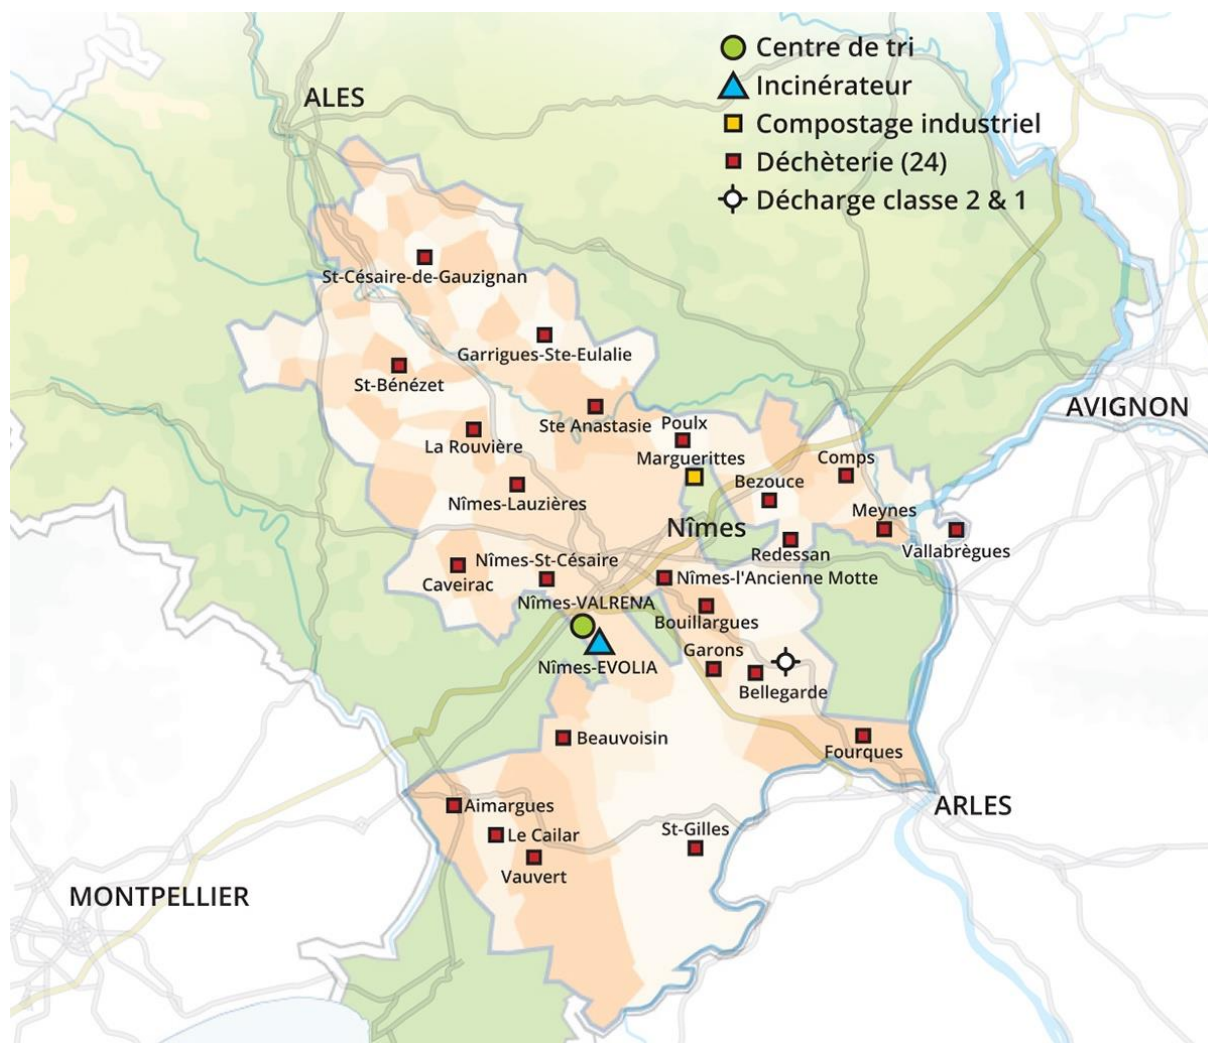 ALES
Centre de tri
Incinérateur
Compostage industriel
Déchèterie (24)
Décharge classe 2 & 1
St-Césaire-de-Gauzignan
Garrigues-Ste-Eulalie
St-Bénézet
AVIGNON
Ste Anastasie
Poulx
La Rouvière
Marguerittes
Comps
Bezouce
Nîmes-Lauzières
Meynes
Nîmes
Redessan
Vallabrègues
Nîmes-St-Césaire
Caveirac
Nîmes-l'Ancienne Motte
Nîmes-VALRENA
Bouillargues
Garons
Nîmes-EVOLIA
Bellegarde
Beauvoisin
Fourques
Aimargues
ARLES
St-Gilles
Le Cailar
Vauvert
MONTPELLIER